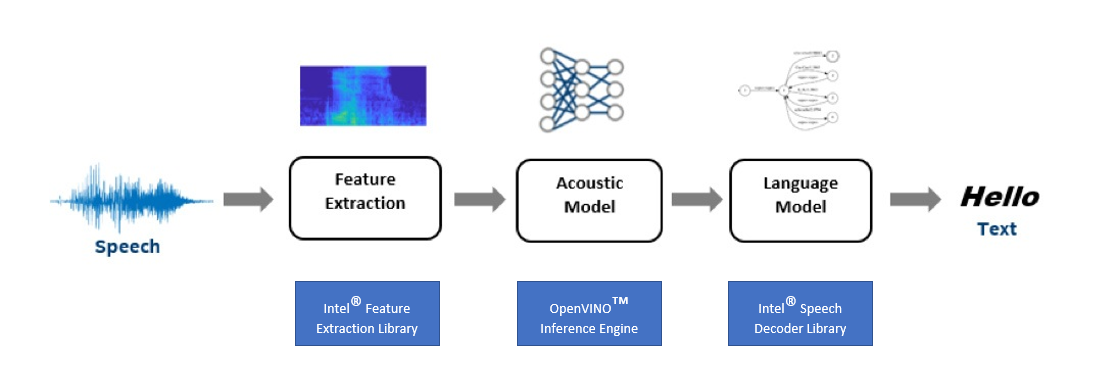 Feature
Extraction
Acoustic
Model
Language
Model
Hello
Speech
Text
Intel® Feature
Extraction Library
OpenVINO™
Inference Engine
Intel® Speech
Decoder Library